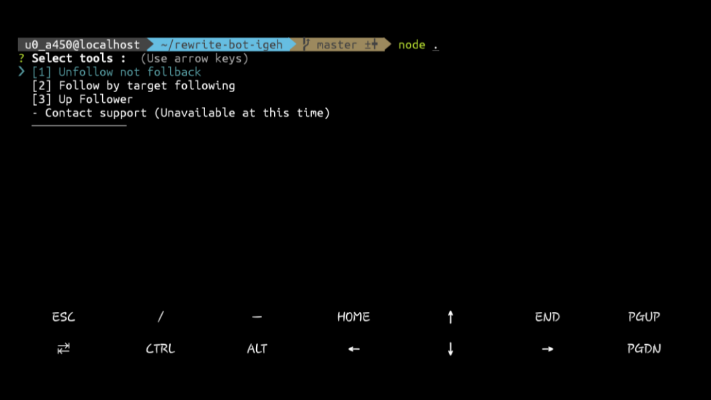 u0_a450@localhost ~/rewrite-bot-igeh master ±✚ node .
? Select tools : (Use arrow keys)
❯ [1] Unfollow not follback
[2] Follow by target following
[3] Up Follower
- Contact support (Unavailable at this time)
──────────────
ESC / — HOME ↑ END PGUP
⇄ CTRL ALT ← ↓ → PGDN